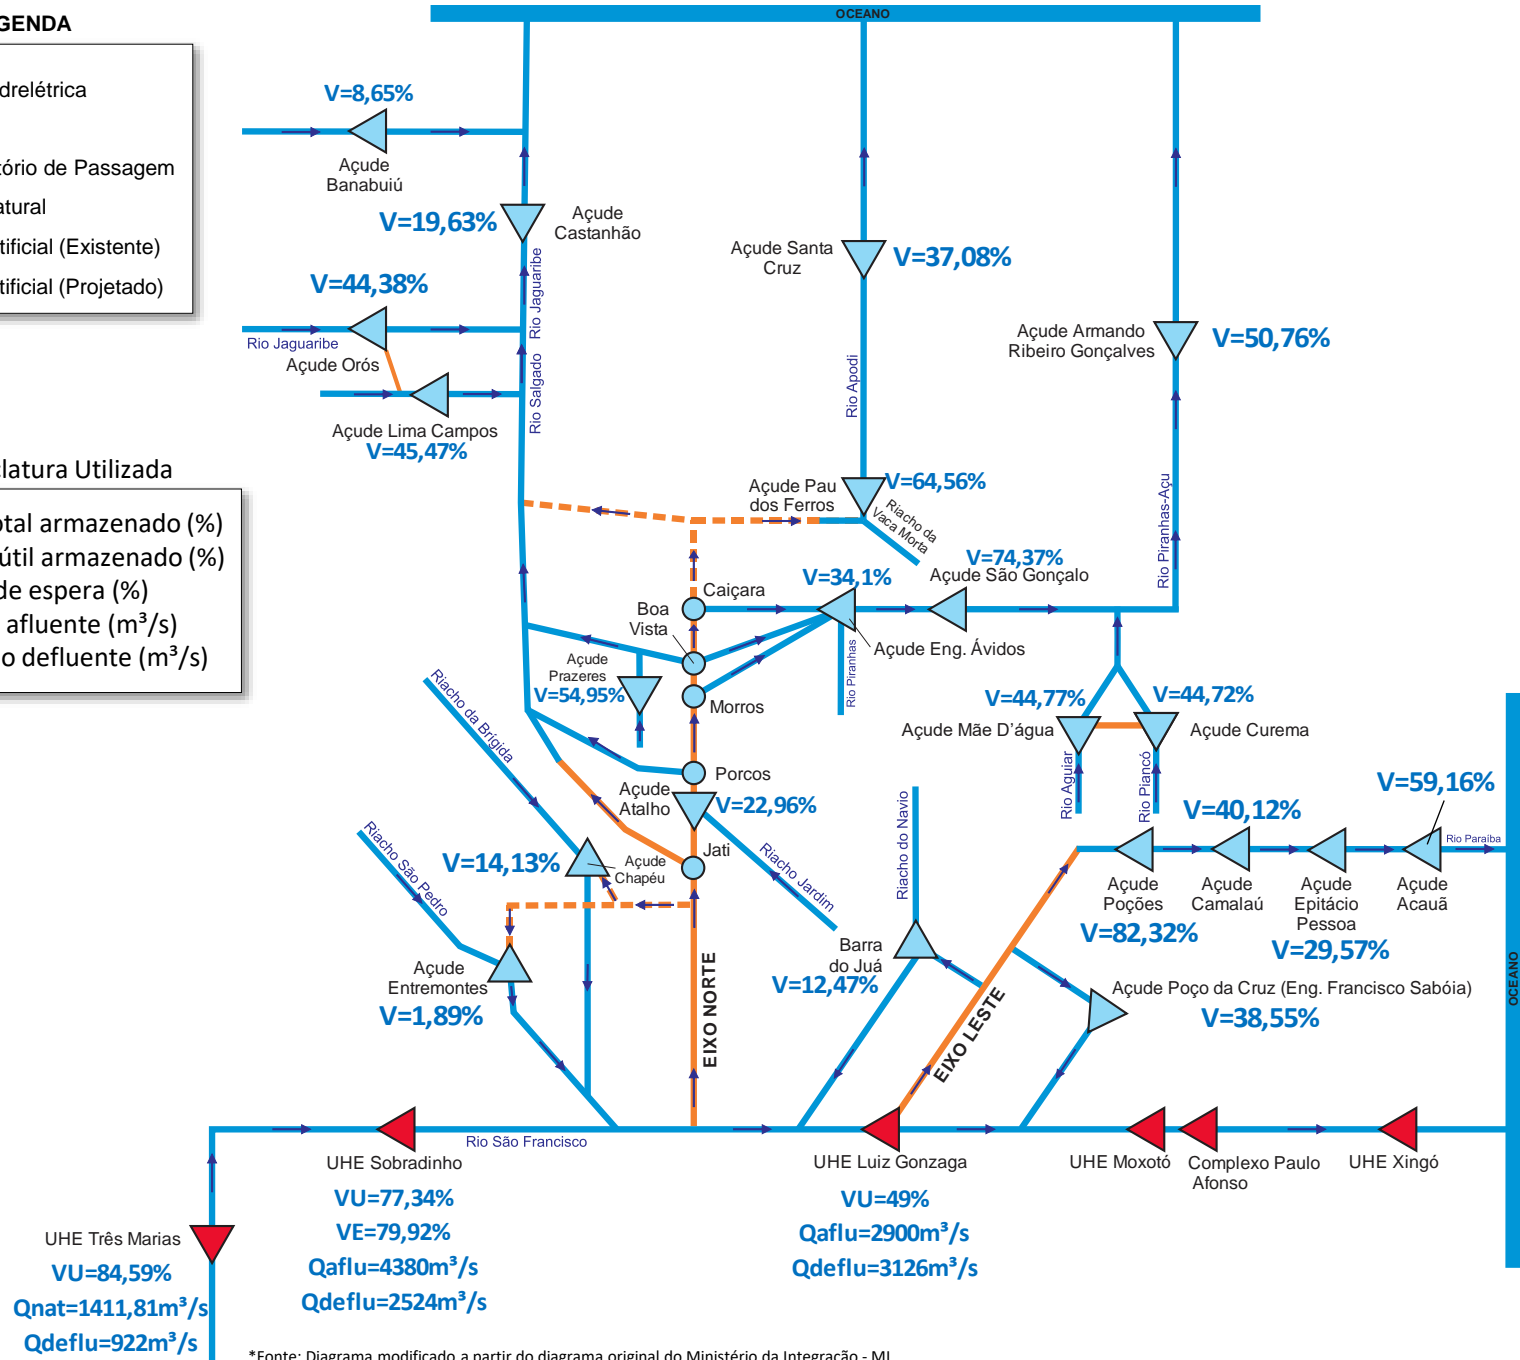 OCEANO
GENDA
drelétrica
tório de Passagem
atural
tificial (Existente)
tificial (Projetado)
V=8,65%
Açude
Banabuiú
V=19,63%
Açude
Castanhão
V=44,38%
Rio Jaguaribe
Açude Orós
Rio Jaguaribe
Rio Salgado
Açude Lima Campos
V=45,47%
Açude Santa
Cruz
V=37,08%
Rio Apodi
Açude Armando
Ribeiro Gonçalves
V=50,76%
Rio Piranhas-Açu
clatura Utilizada
otal armazenado (%)
útil armazenado (%)
de espera (%)
afluente (m³/s)
o defluente (m³/s)
Açude Pau
dos Ferros
V=64,56%
Riacho da
Vaca Morta
V=74,37%
Açude São Gonçalo
V=34,1%
Caiçara
Boa
Vista
Açude Eng. Ávidos
Rio Piranhas
Açude
Prazeres
V=54,95%
Morros
Riacho da Brígida
V=44,77%
V=44,72%
Açude Mãe D'água
Açude Curema
Rio Aguiar
Rio Piancó
Porcos
Açude
Atalho
V=22,96%
Jati
Riacho Jardim
Riacho do Navio
V=59,16%
V=40,12%
Rio Paraíba
Riacho São Pedro
V=14,13%
Açude
Chapéu
Açude
Poções
Açude
Camalaú
Açude
Epitácio
Pessoa
Açude
Acauã
V=82,32%
V=29,57%
Açude
Entremontes
V=1,89%
Barra
do Juá
V=12,47%
EIXO NORTE
EIXO LESTE
Açude Poço da Cruz (Eng. Francisco Sabóia)
V=38,55%
OCEANO
Rio São Francisco
UHE Sobradinho
VU=77,34%
VE=79,92%
Qaflu=4380m³/s
Qdeflu=2524m³/s
UHE Luiz Gonzaga
VU=49%
Qaflu=2900m³/s
Qdeflu=3126m³/s
UHE Moxotó
Complexo Paulo
Afonso
UHE Xingó
UHE Três Marias
VU=84,59%
Qnat=1411,81m³/s
Qdeflu=922m³/s
*Fonte: Diagrama modificado a partir do diagrama original do Ministério da Integração - MI